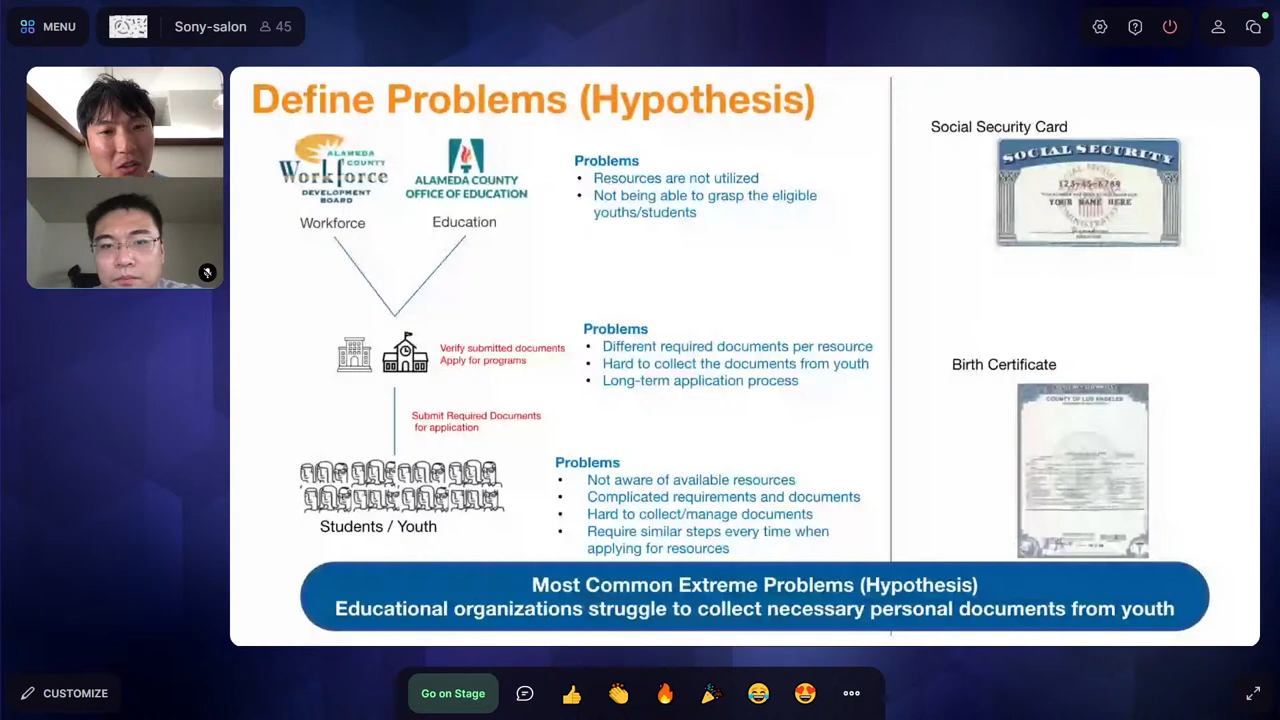 MENU
Sony-salon
45
Define Problems (Hypothesis)
ALAMEDA
COUNTY
Workforce
DEVELOPMENT
BOARD
ALAMEDA COUNTY
OFFICE OF EDUCATION
Workforce
Education
Problems
• Resources are not utilized
• Not being able to grasp the eligible
youths/students
Verify submitted documents
Apply for programs
Problems
• Different required documents per resource
• Hard to collect the documents from youth
• Long-term application process
Submit Required Documents
for application
Problems
• Not aware of available resources
• Complicated requirements and documents
• Hard to collect/manage documents
• Require similar steps every time when
applying for resources
Students / Youth
Social Security Card
SOCIAL SECURITY
123-45-6789
YOUR NAME HERE
Birth Certificate
COUNTY OF LOS ANGELES
Most Common Extreme Problems (Hypothesis)
Educational organizations struggle to collect necessary personal documents from youth
CUSTOMIZE
Go on Stage